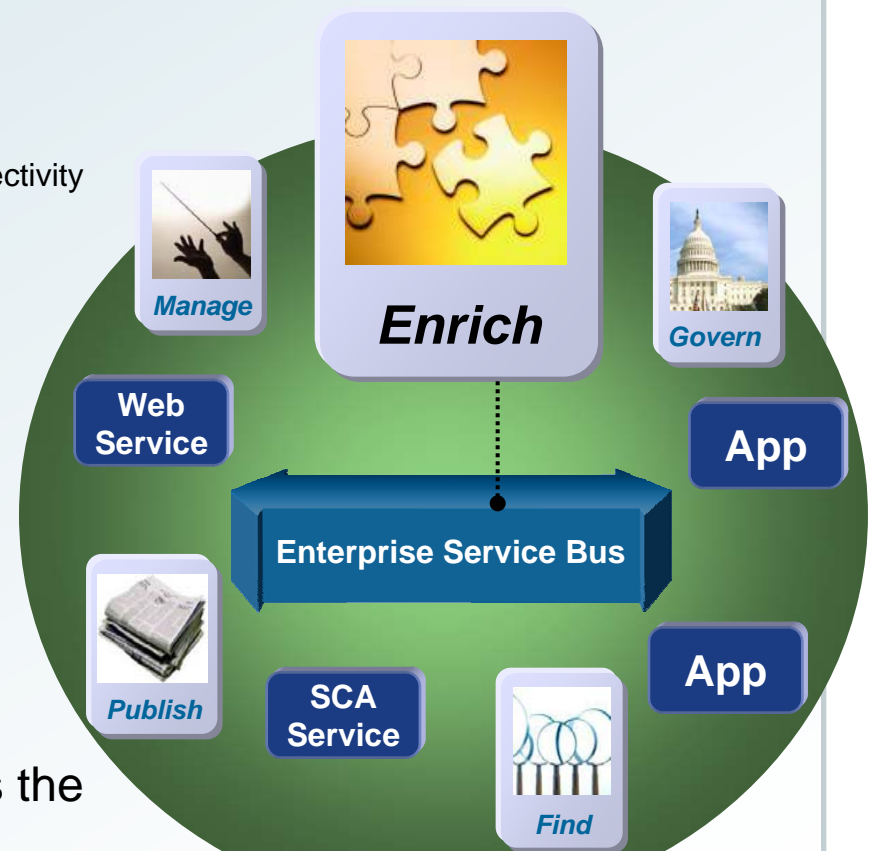 ectivity
Manage
Enrich
Govern
Web
Service
App
Enterprise Service Bus
Publish
SCA
Service
App
Find
s the